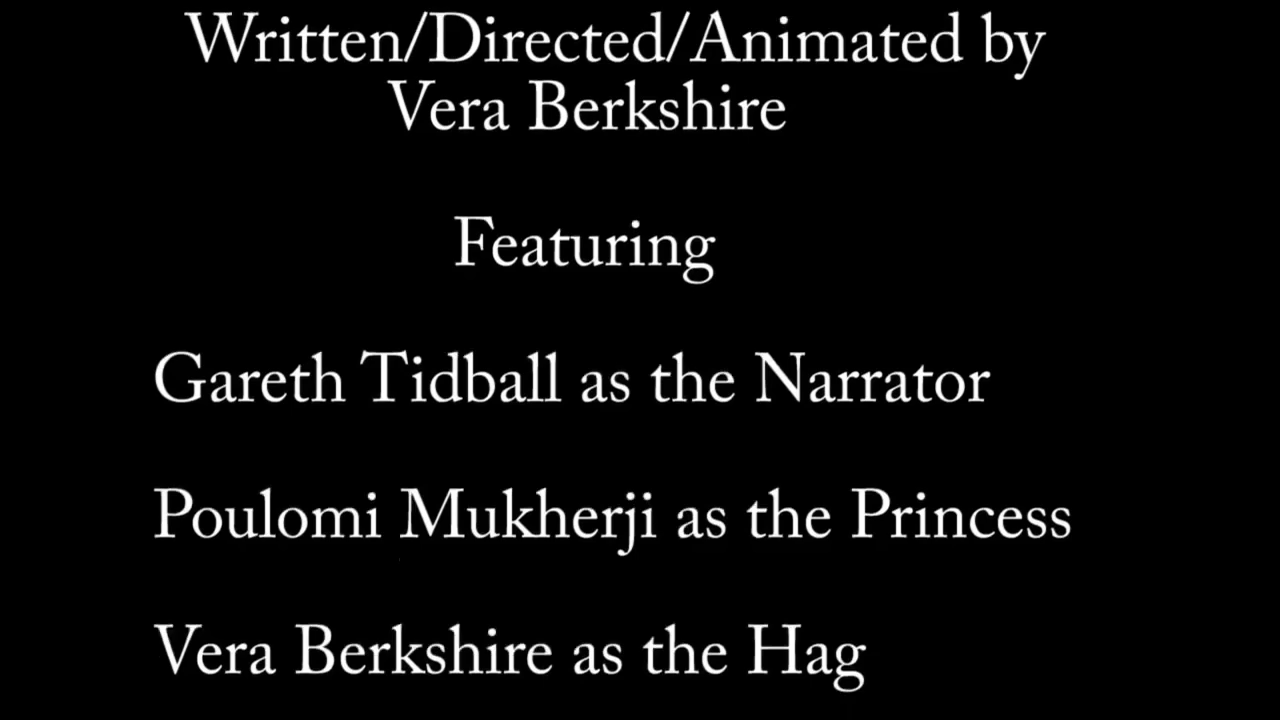 Written/Directed/Animated by
Vera Berkshire
Featuring
Gareth Tidball as the Narrator
Poulomi Mukherji as the Princess
Vera Berkshire as the Hag